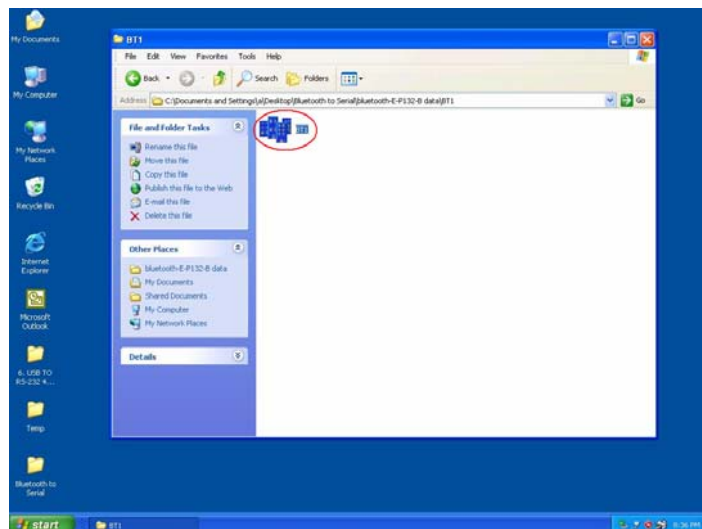 My Documents
My Computer
My Network
Places
Recycle Bin
Internet
Explorer
Microsoft
Outlook
6. USB TO
RS-232 4....
Temp
Bluetooth to
Serial
BT1
File Edit View Favorites Tools Help
Back Search Folders
Address C:\Documents and Settings\a\Desktop\Bluetooth to Serial\bluetooth-E-P132-B data\BT1 Go
File and Folder Tasks
Rename this file
Move this file
Copy this file
Publish this file to the Web
E-mail this file
Delete this file
Other Places
bluetooth-E-P132-B data
My Documents
Shared Documents
My Computer
My Network Places
Details
BT1
start
BT1
8:36 PM